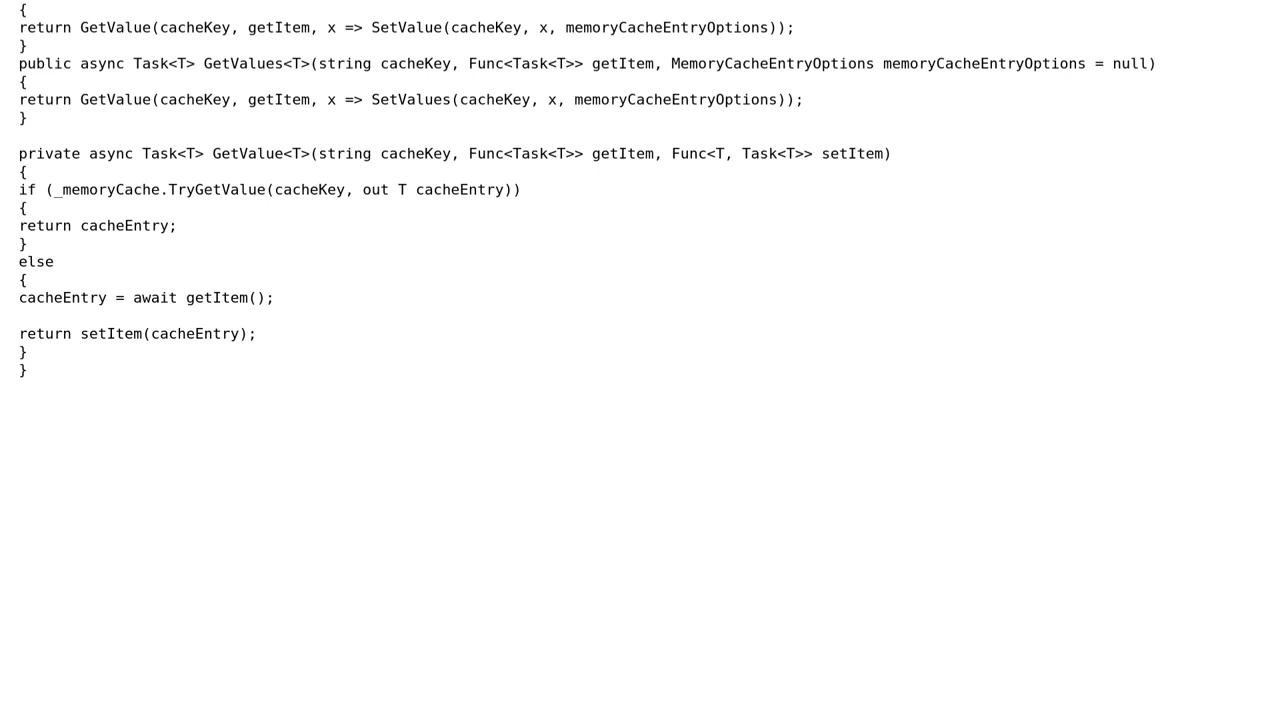 {
return GetValue(cacheKey, getItem, x => SetValue(cacheKey, x, memoryCacheEntryOptions));
}
public async Task<T> GetValues<T>(string cacheKey, Func<Task<T>> getItem, MemoryCacheEntryOptions memoryCacheEntryOptions = null)
{
return GetValue(cacheKey, getItem, x => SetValues(cacheKey, x, memoryCacheEntryOptions));
}

private async Task<T> GetValue<T>(string cacheKey, Func<Task<T>> getItem, Func<T, Task<T>> setItem)
{
if (_memoryCache.TryGetValue(cacheKey, out T cacheEntry))
{
return cacheEntry;
}
else
{
cacheEntry = await getItem();

return setItem(cacheEntry);
}
}